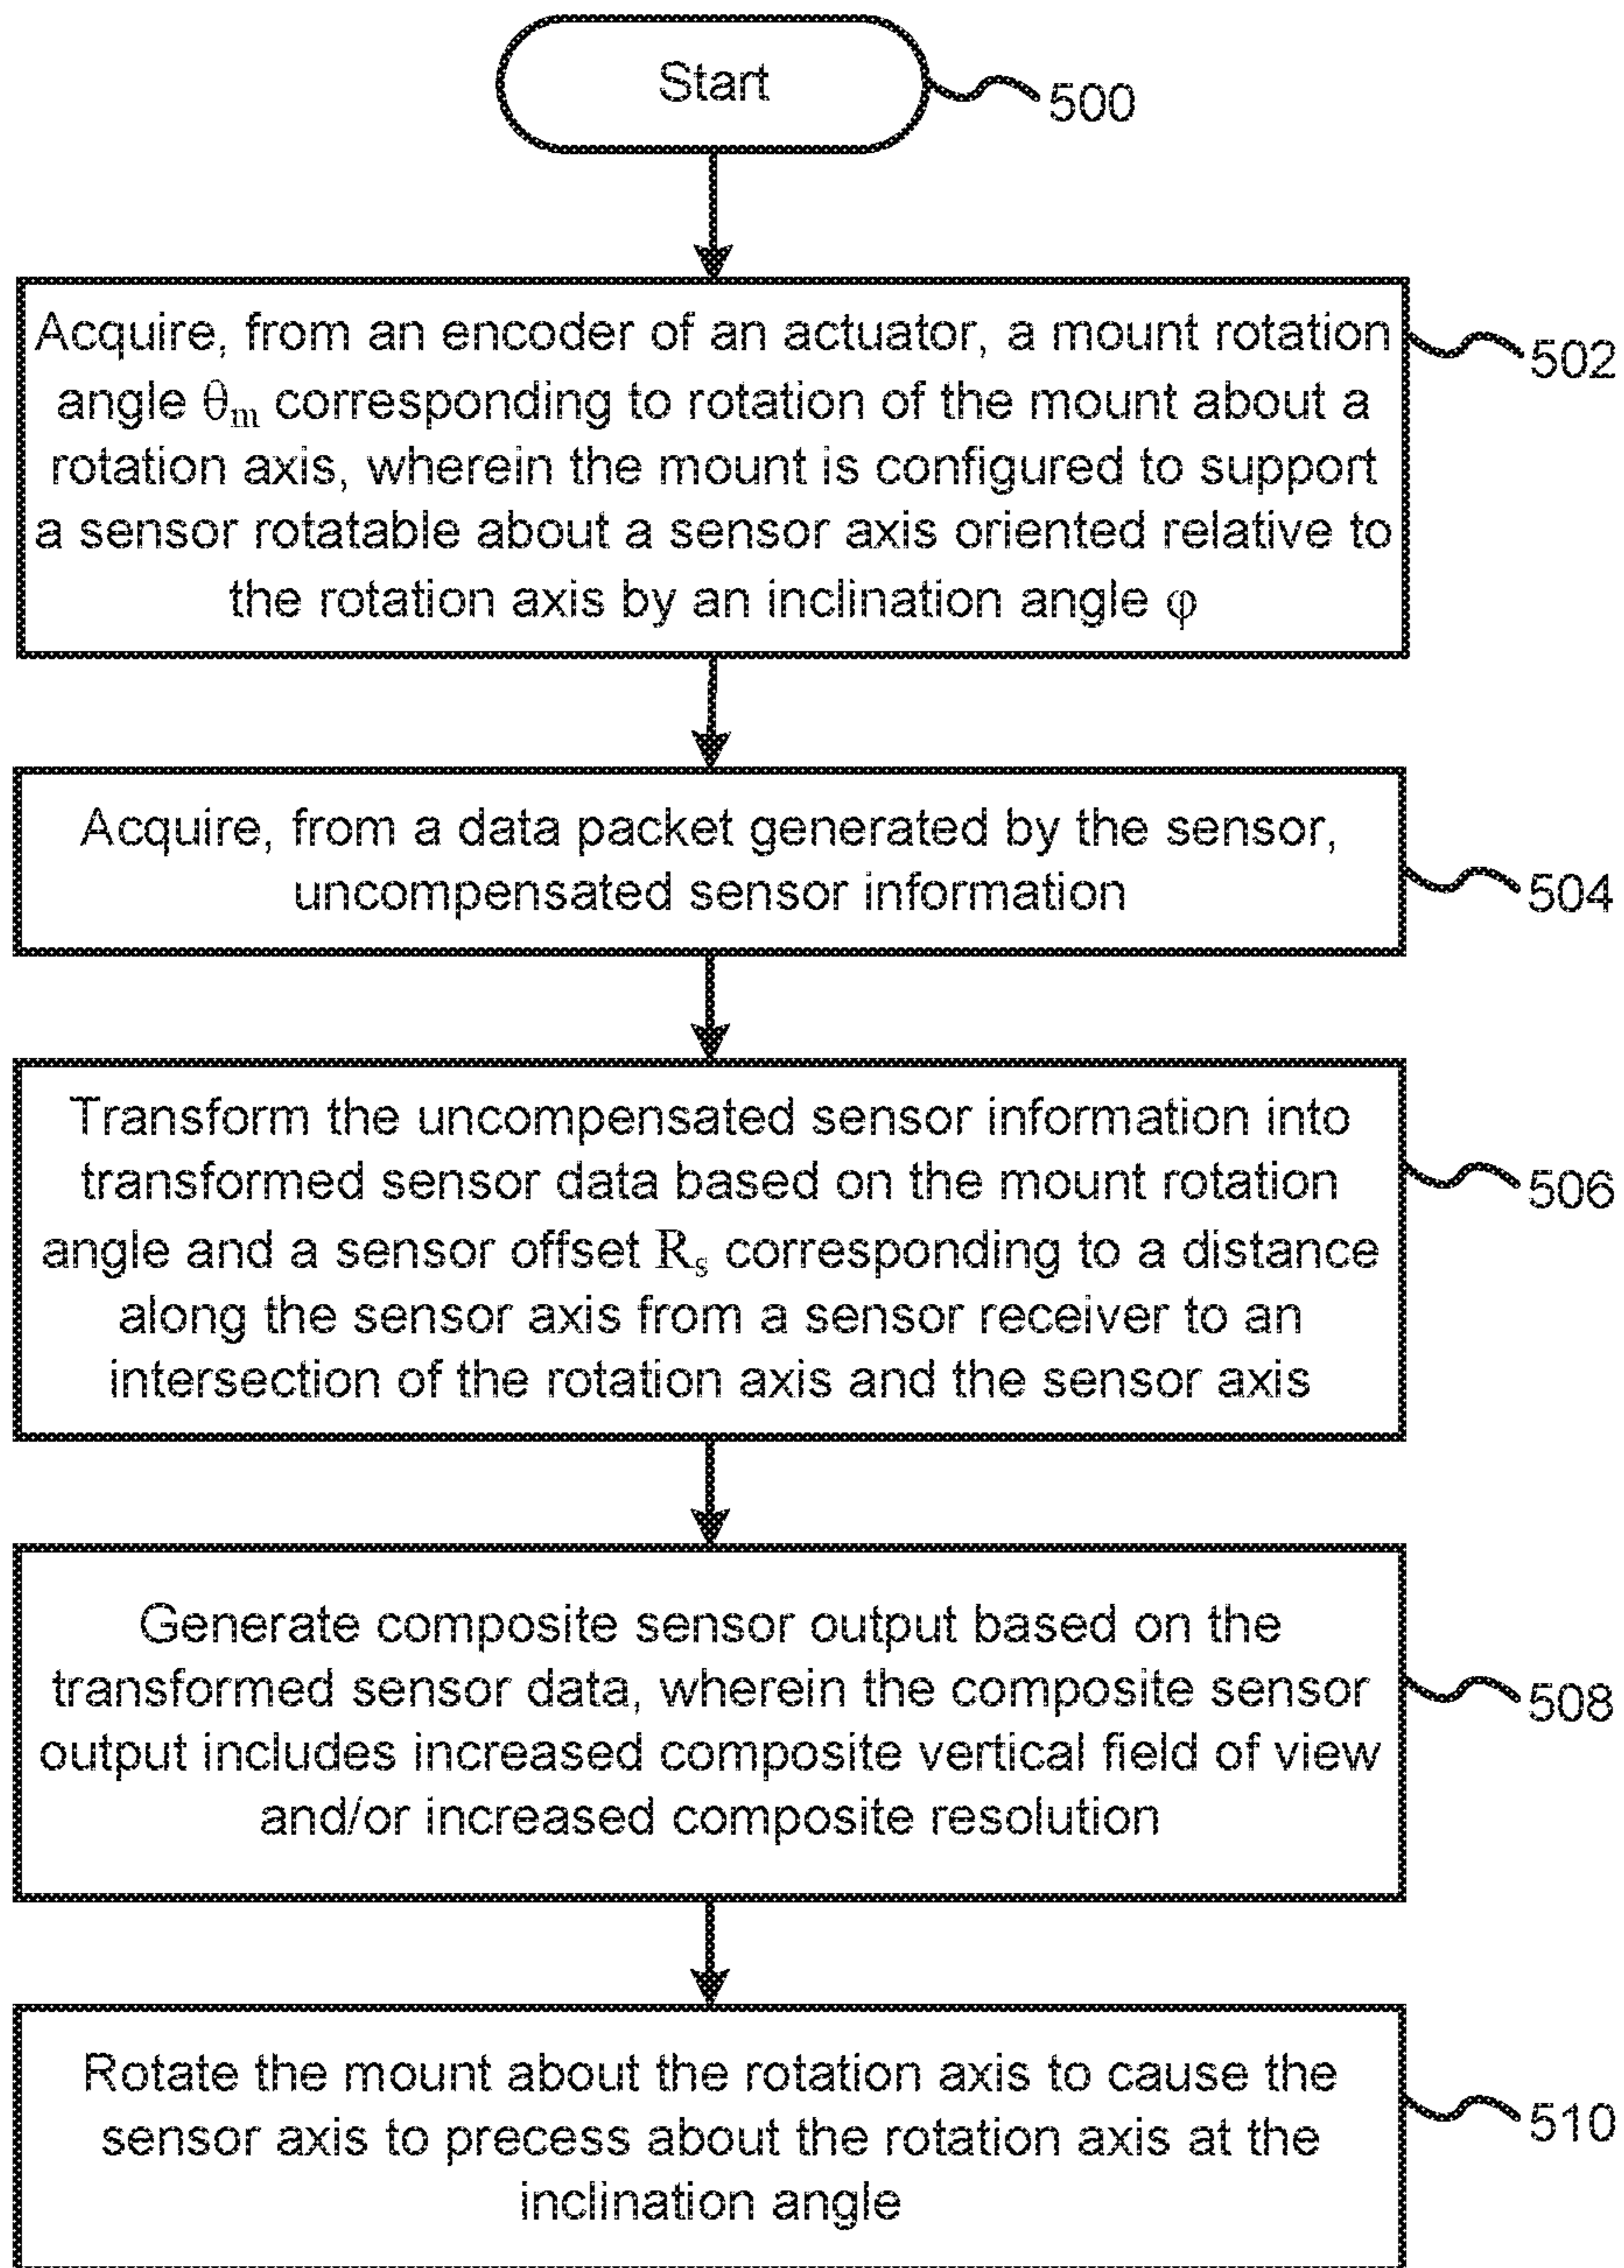 Start
500
Acquire, from an encoder of an actuator, a mount rotation
angle θm corresponding to rotation of the mount about a
rotation axis, wherein the mount is configured to support
a sensor rotatable about a sensor axis oriented relative to
the rotation axis by an inclination angle φ
502
Acquire, from a data packet generated by the sensor,
uncompensated sensor information
504
Transform the uncompensated sensor information into
transformed sensor data based on the mount rotation
angle and a sensor offset Rs corresponding to a distance
along the sensor axis from a sensor receiver to an
intersection of the rotation axis and the sensor axis
506
Generate composite sensor output based on the
transformed sensor data, wherein the composite sensor
output includes increased composite vertical field of view
and/or increased composite resolution
508
Rotate the mount about the rotation axis to cause the
sensor axis to precess about the rotation axis at the
inclination angle
510